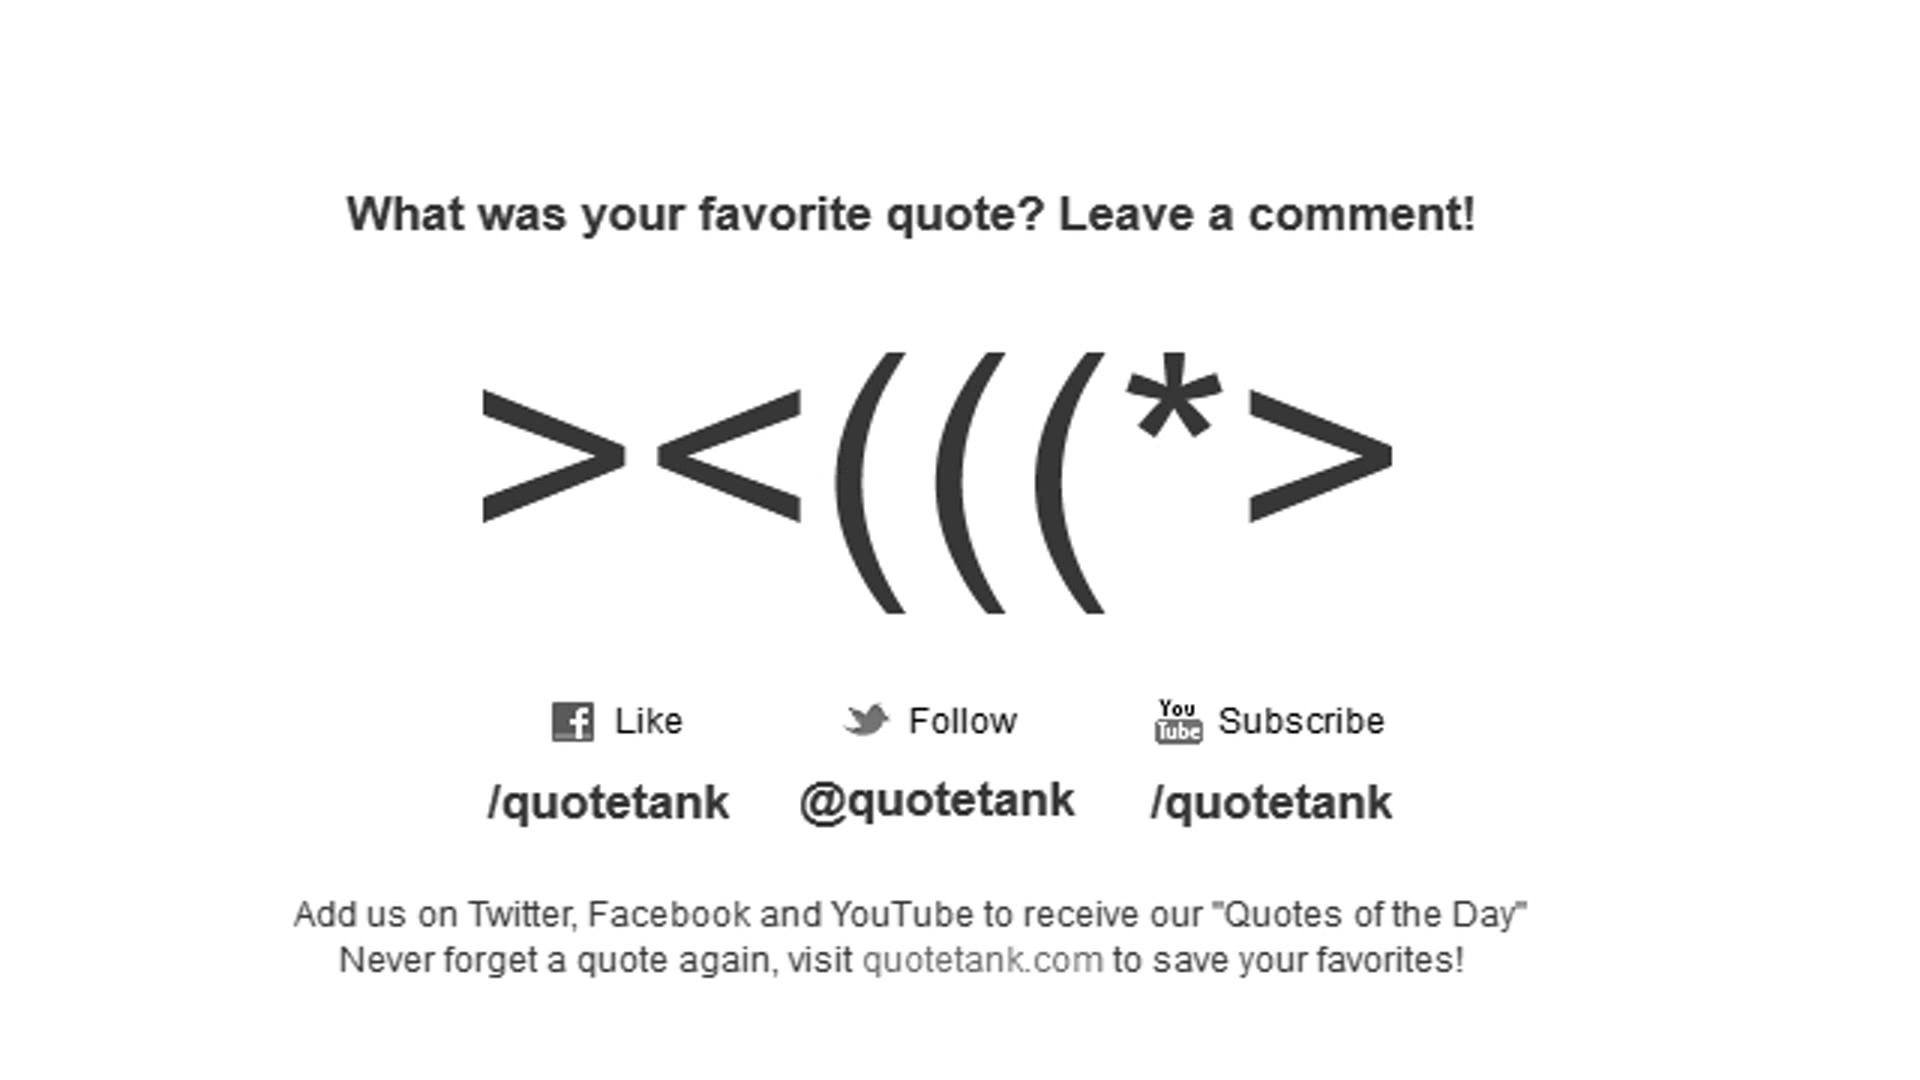 What was your favorite quote? Leave a comment!
><(((*>
f Like Follow You Tube Subscribe
/quotetank @quotetank /quotetank
Add us on Twitter, Facebook and YouTube to receive our "Quotes of the Day"
Never forget a quote again, visit quotetank.com to save your favorites!